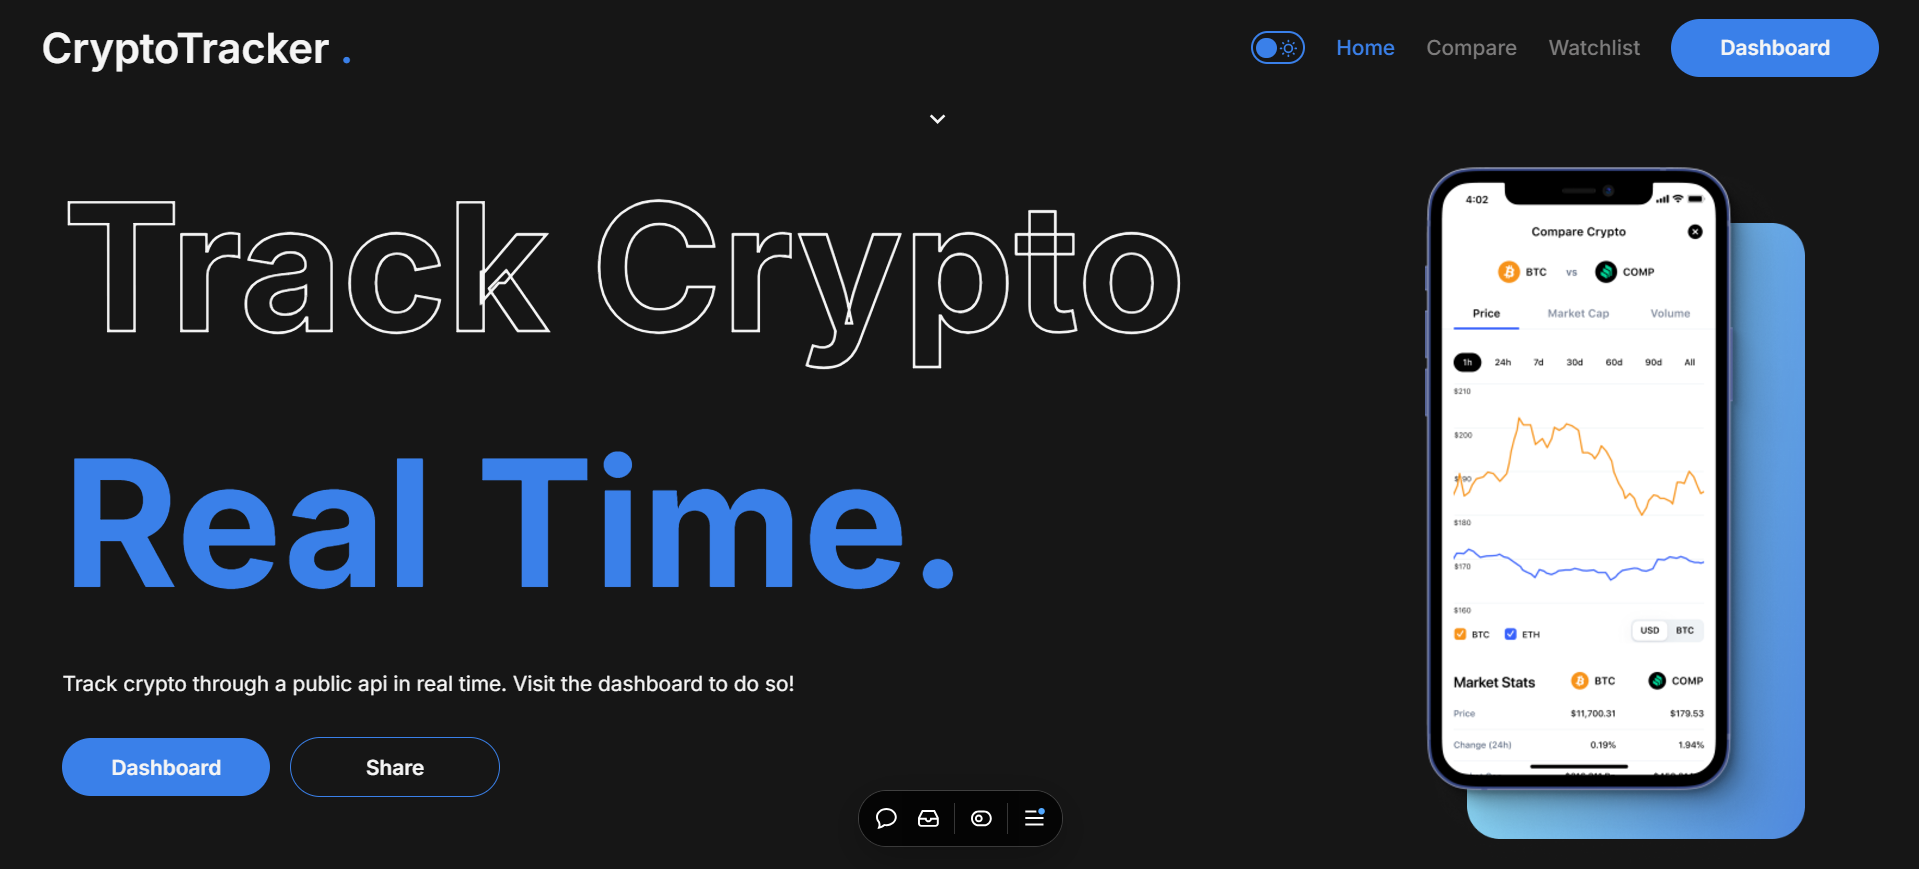 CryptoTracker .
Home Compare Watchlist Dashboard
Track Crypto
Real Time.
Track crypto through a public api in real time. Visit the dashboard to do so!
Dashboard Share
4:02
Compare Crypto
BTC vs COMP
Price Market Cap Volume
1h 24h 7d 30d 60d 90d All
$210
$200
$180
$170
$160
BTC ETH USD BTC
Market Stats BTC COMP
Price $11,700.31 $179.53
Change (24h) 0.19% 1.94%